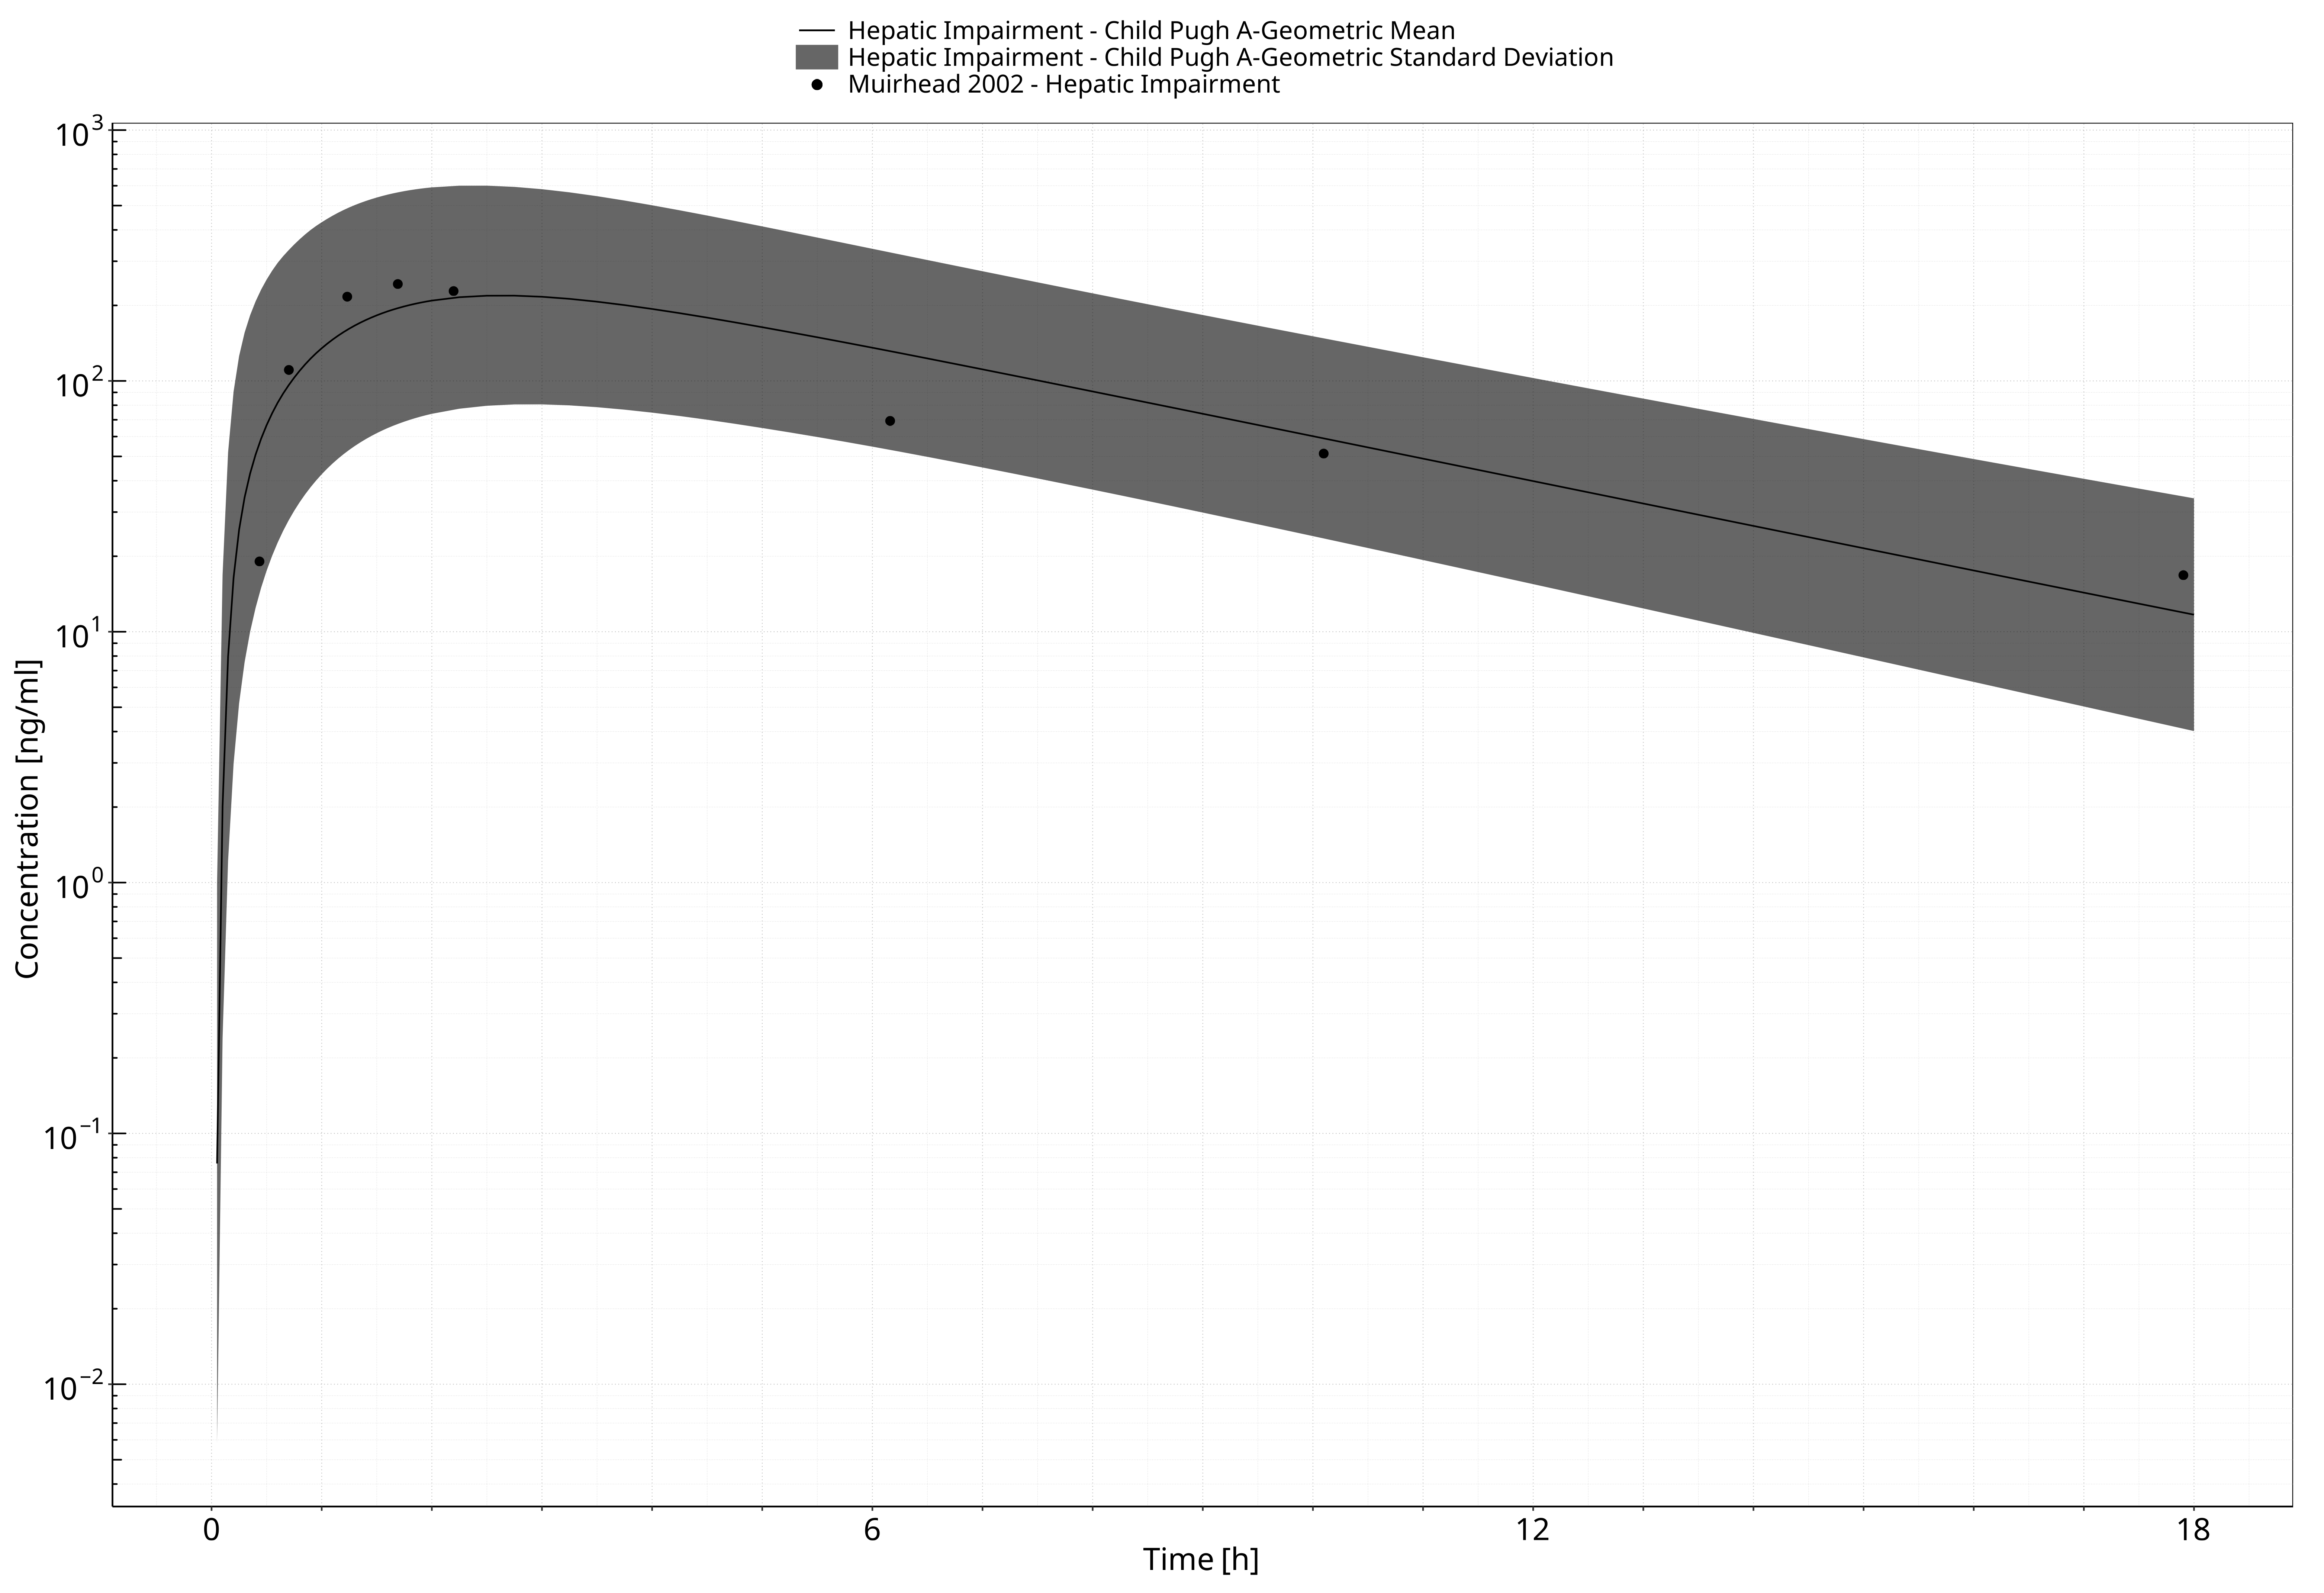 Hepatic Impairment - Child Pugh A-Geometric Mean
Hepatic Impairment - Child Pugh A-Geometric Standard Deviation
Muirhead 2002 - Hepatic Impairment
10³
10²
10¹
10⁰
10⁻¹
10⁻²
Concentration [ng/ml]
0 6 12 18
Time [h]